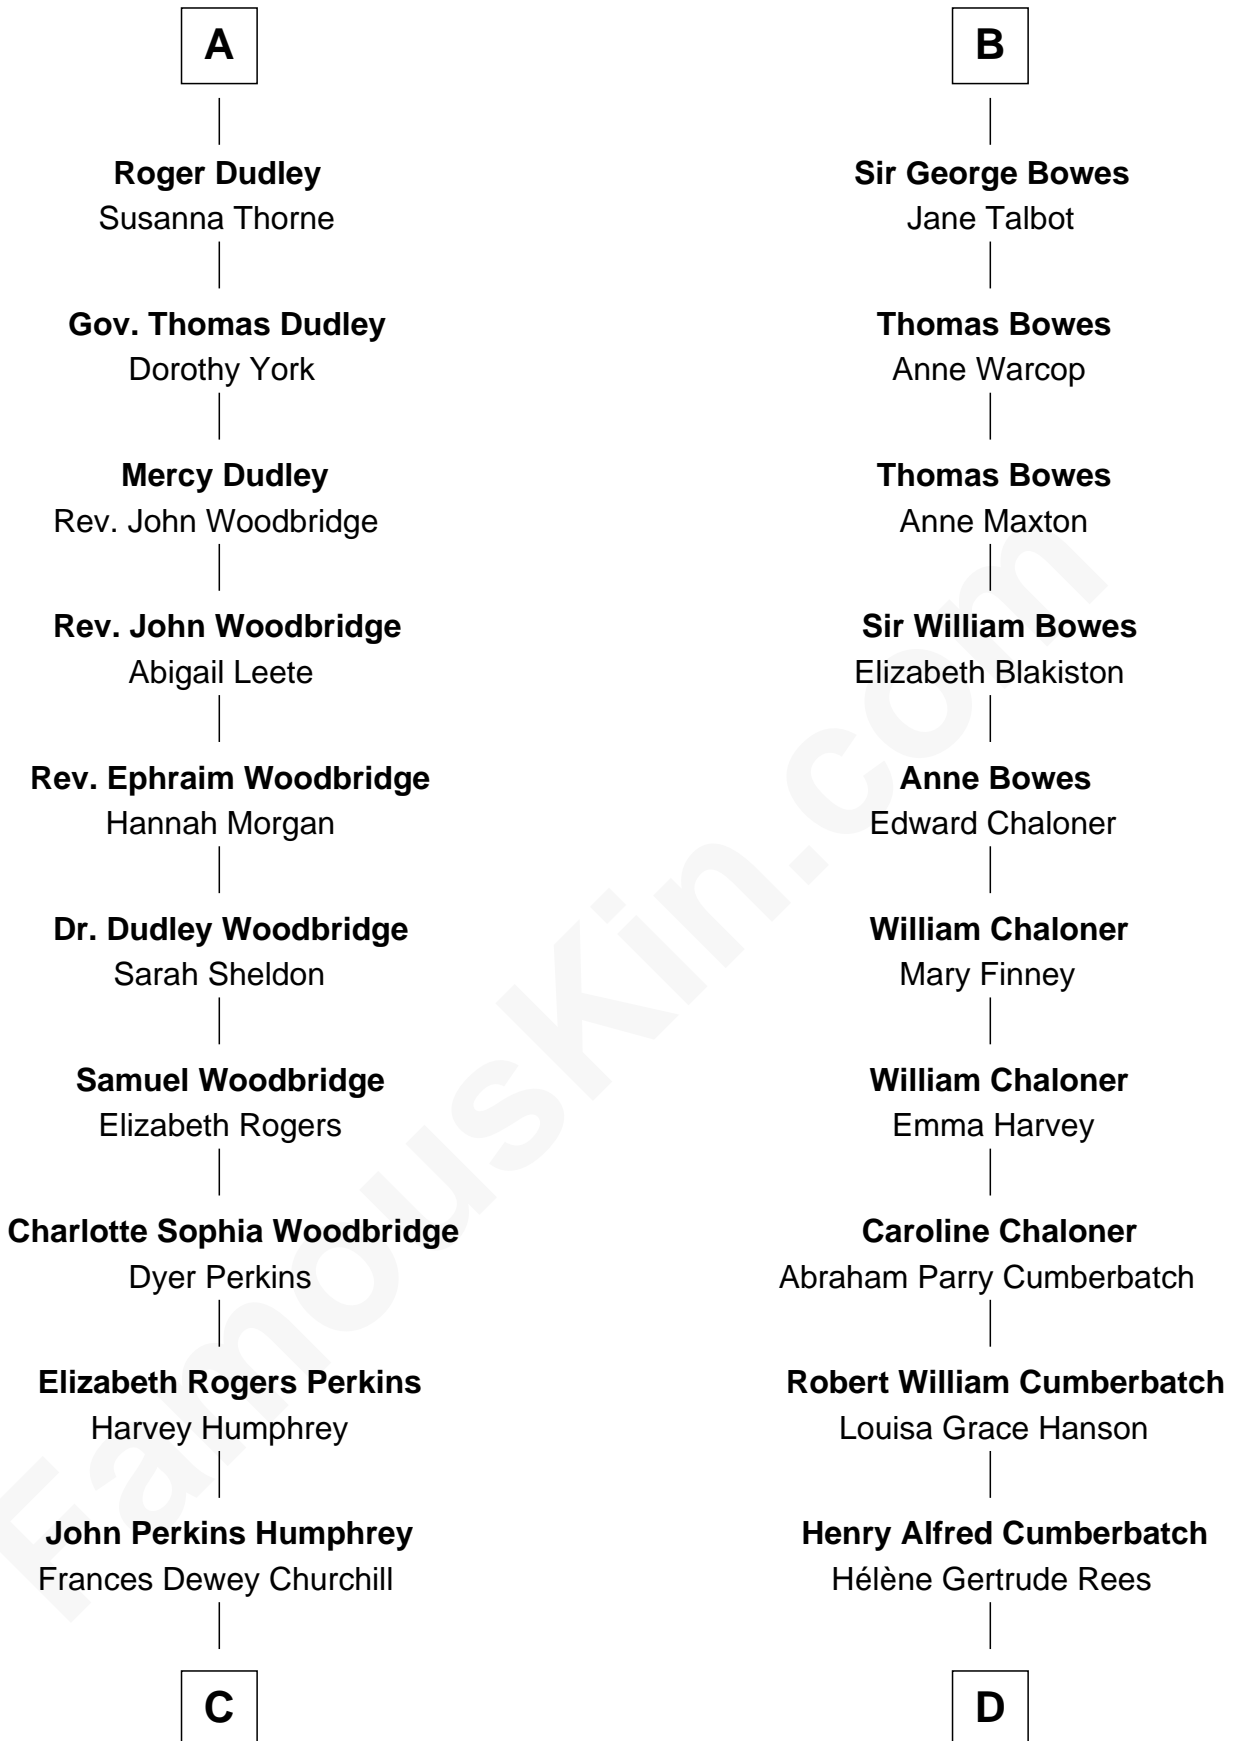 A
Roger Dudley
Susanna Thorne
Gov. Thomas Dudley
Dorothy York
Mercy Dudley
Rev. John Woodbridge
Rev. John Woodbridge
Abigail Leete
Rev. Ephraim Woodbridge
Hannah Morgan
Dr. Dudley Woodbridge
Sarah Sheldon
Samuel Woodbridge
Elizabeth Rogers
Charlotte Sophia Woodbridge
Dyer Perkins
Elizabeth Rogers Perkins
Harvey Humphrey
John Perkins Humphrey
Frances Dewey Churchill
C
B
Sir George Bowes
Jane Talbot
Thomas Bowes
Anne Warcop
Thomas Bowes
Anne Maxton
Sir William Bowes
Elizabeth Blakiston
Anne Bowes
Edward Chaloner
William Chaloner
Mary Finney
William Chaloner
Emma Harvey
Caroline Chaloner
Abraham Parry Cumberbatch
Robert William Cumberbatch
Louisa Grace Hanson
Henry Alfred Cumberbatch
Hélène Gertrude Rees
D
FamousKin.com